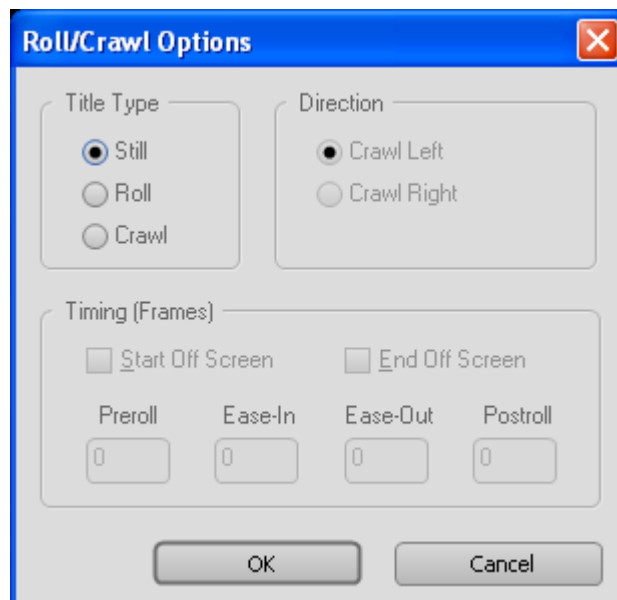 Roll/Crawl Options
Title Type
Direction
Still
Crawl Left
Roll
Crawl Right
Crawl
Timing (Frames)
Start Off Screen
End Off Screen
Preroll Ease-In Ease-Out Postroll
0 0 0 0
OK Cancel